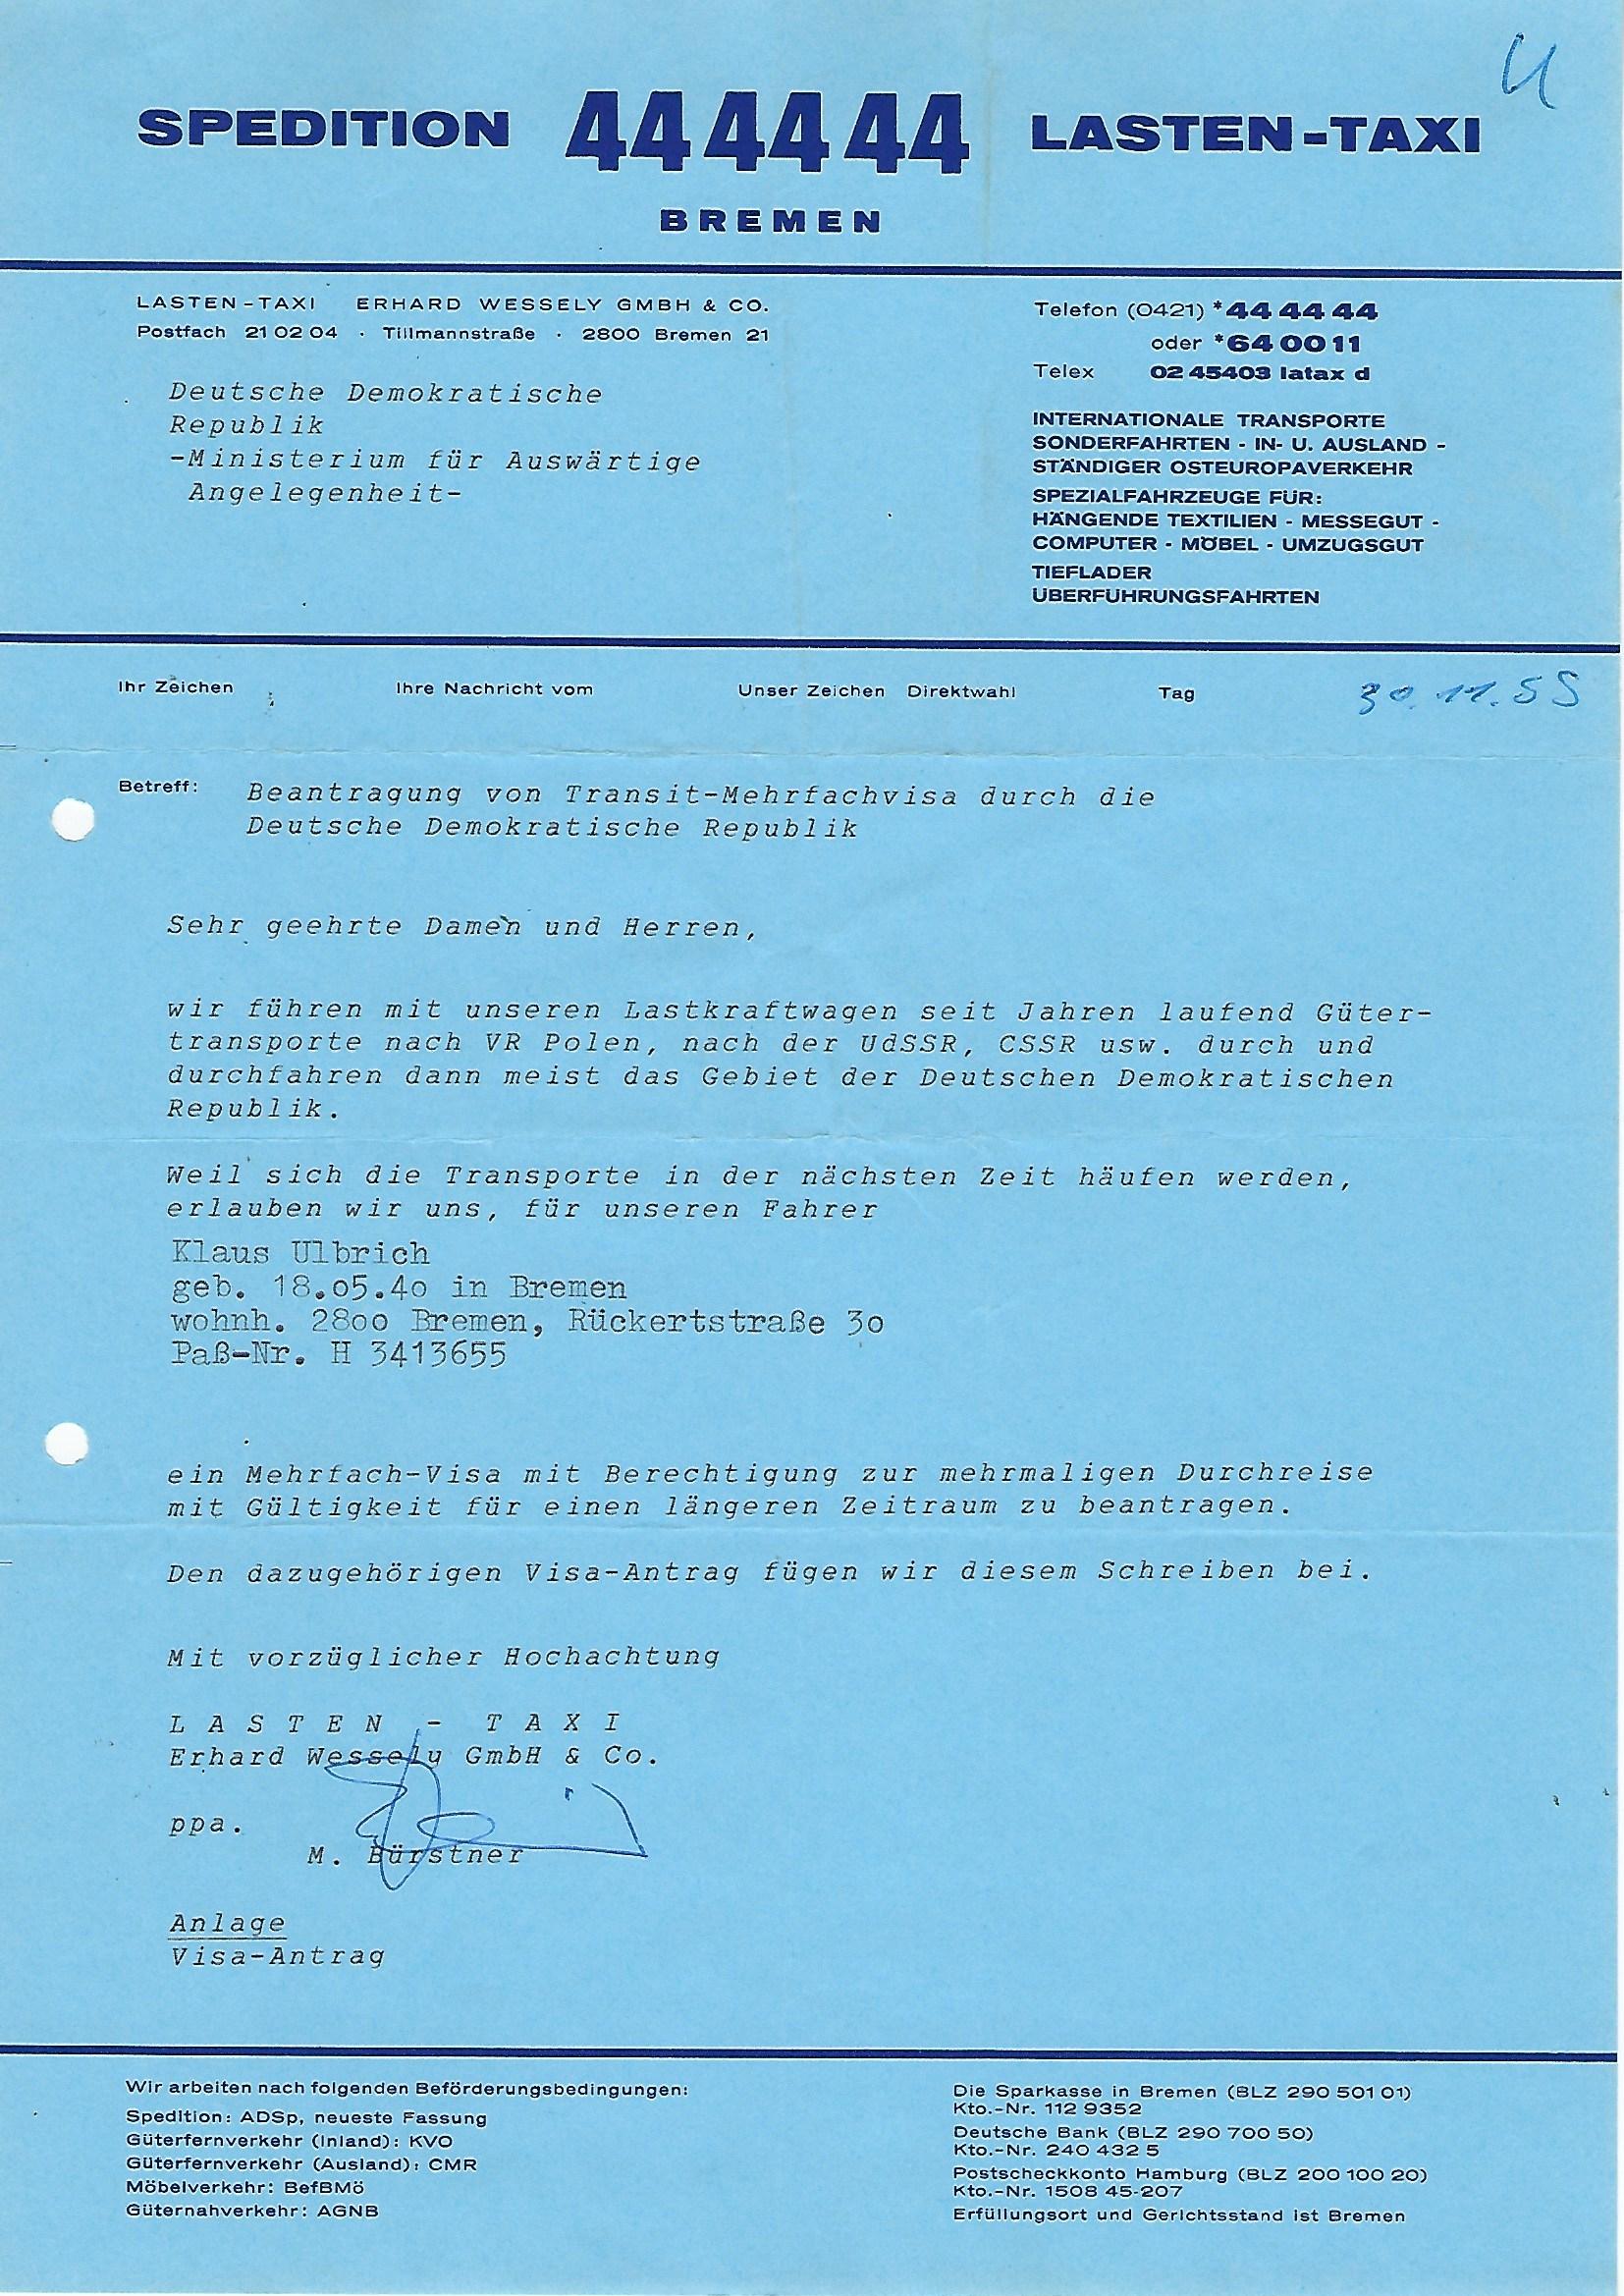 SPEDITION 44 44 44 LASTEN-TAXI
BREMEN
LASTEN-TAXI ERHARD WESSELY GMBH & CO.
Postfach 21 02 04 · Tillmannstraße · 2800 Bremen 21
Telefon (0421) *44 44 44
oder *64 00 11
Telex 02 45403 latax d
Deutsche Demokratische
Republik
-Ministerium für Auswärtige
Angelegenheit-
INTERNATIONALE TRANSPORTE
SONDERFAHRTEN - IN- U. AUSLAND -
STÄNDIGER OSTEUROPAVERKEHR
SPEZIALFAHRZEUGE FÜR:
HÄNGENDE TEXTILIEN - MESSEGUT -
COMPUTER - MÖBEL - UMZUGSGUT
TIEFLADER
ÜBERFÜHRUNGSFAHRTEN
Ihr Zeichen Ihre Nachricht vom Unser Zeichen Direktwahl Tag 30.11.
Betreff: Beantragung von Transit-Mehrfachvisa durch die
Deutsche Demokratische Republik
Sehr geehrte Damen und Herren,
wir führen mit unseren Lastkraftwagen seit Jahren laufend Güter-
transporte nach VR Polen, nach der UdSSR, CSSR usw. durch und
durchfahren dann meist das Gebiet der Deutschen Demokratischen
Republik.
Weil sich die Transporte in der nächsten Zeit häufen werden,
erlauben wir uns, für unseren Fahrer
Klaus Ulbrich
geb. 18.o5.4o in Bremen
wohnh. 28oo Bremen, Rückertstraße 3o
Paß-Nr. H 3413655
ein Mehrfach-Visa mit Berechtigung zur mehrmaligen Durchreise
mit Gültigkeit für einen längeren Zeitraum zu beantragen.
Den dazugehörigen Visa-Antrag fügen wir diesem Schreiben bei.
Mit vorzüglicher Hochachtung
L A S T E N - T A X I
Erhard Wessely GmbH & Co.
ppa.
M. Bürstner
Anlage
Visa-Antrag
Wir arbeiten nach folgenden Beförderungsbedingungen:
Spedition: ADSp, neueste Fassung
Güterfernverkehr (Inland): KVO
Güterfernverkehr (Ausland): CMR
Möbelverkehr: BefBMö
Güternahverkehr: AGNB
Die Sparkasse in Bremen (BLZ 290 501 01)
Kto.-Nr. 112 9352
Deutsche Bank (BLZ 290 700 50)
Kto.-Nr. 240 432 5
Postscheckkonto Hamburg (BLZ 200 100 20)
Kto.-Nr. 1508 45-207
Erfüllungsort und Gerichtsstand ist Bremen